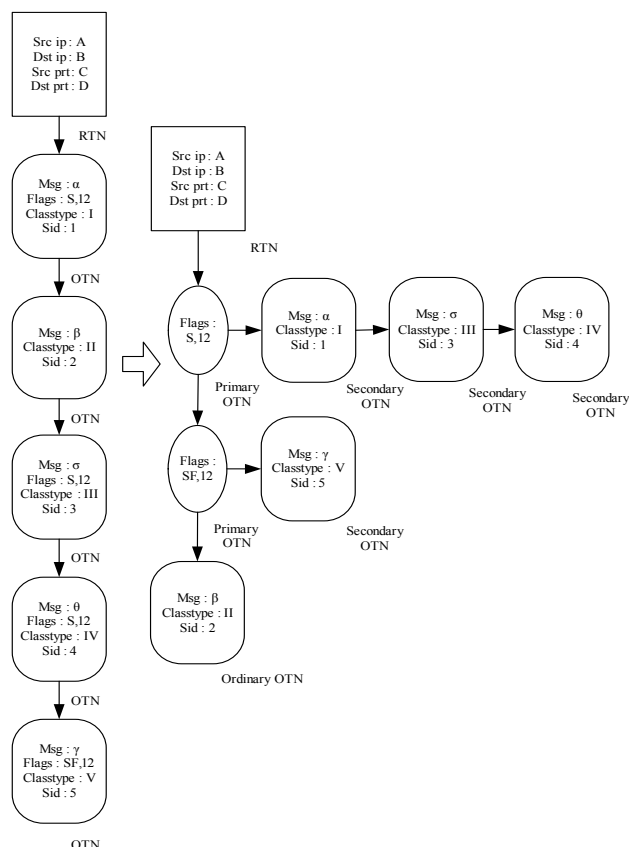 Src ip : A
Dst ip : B
Src prt : C
Dst prt : D
RTN
Msg : α
Flags : S,12
Classtype : I
Sid : 1
OTN
Msg : β
Classtype : II
Sid : 2
OTN
Msg : σ
Flags : S,12
Classtype : III
Sid : 3
OTN
Msg : θ
Flags : S,12
Classtype : IV
Sid : 4
OTN
Msg : γ
Flags : SF,12
Classtype : V
Sid : 5
OTN
Src ip : A
Dst ip : B
Src prt : C
Dst prt : D
RTN
Flags :
S,12
Primary
OTN
Msg : α
Classtype : I
Sid : 1
Secondary
OTN
Msg : σ
Classtype : III
Sid : 3
Secondary
OTN
Msg : θ
Classtype : IV
Sid : 4
Secondary
OTN
Flags :
SF,12
Primary
OTN
Msg : γ
Classtype : V
Sid : 5
Secondary
OTN
Msg : β
Classtype : II
Sid : 2
Ordinary OTN